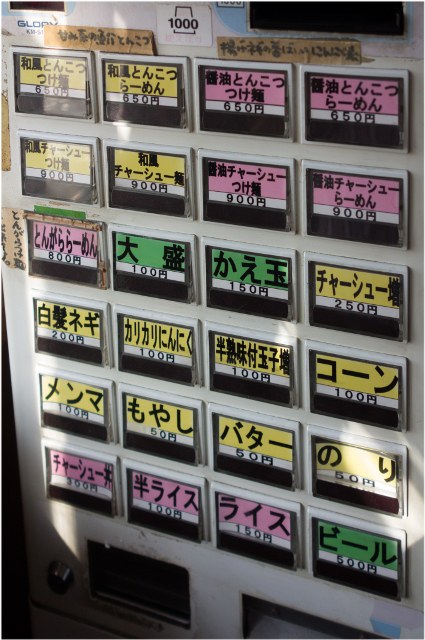 GLORY
1000
和風とんこつ
つけ麺
650円
和風とんこつ
らーめん
650円
醤油とんこつ
つけ麺
650円
醤油とんこつ
らーめん
650円
和風チャーシュー
つけ麺
900円
和風
チャーシュー麺
900円
醤油チャーシュー
つけ麺
900円
醤油チャーシュー
らーめん
900円
とんがららーめん
800円
大盛
100円
かえ玉
150円
チャーシュー増
250円
白髪ネギ
200円
カリカリにんにく
100円
半熟味付玉子増
100円
コーン
100円
メンマ
100円
もやし
50円
バター
50円
のり
50円
チャーシュー丼
300円
半ライス
100円
ライス
150円
ビール
500円